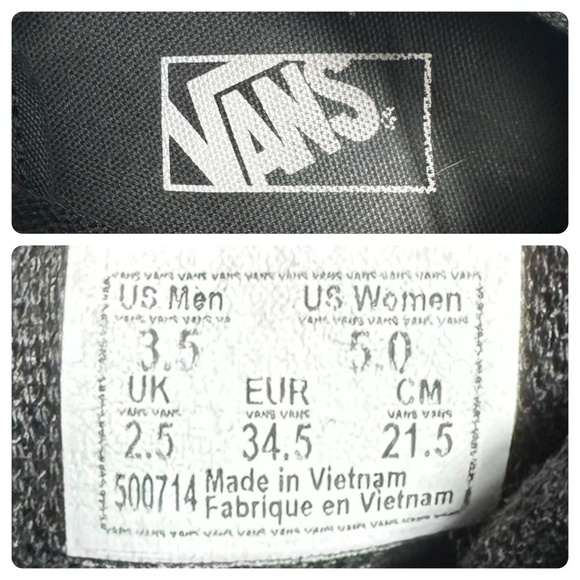 VANS
US Men US Women
3.5 5.0
UK EUR CM
2.5 34.5 21.5
500714 Made in Vietnam
Fabrique en Vietnam